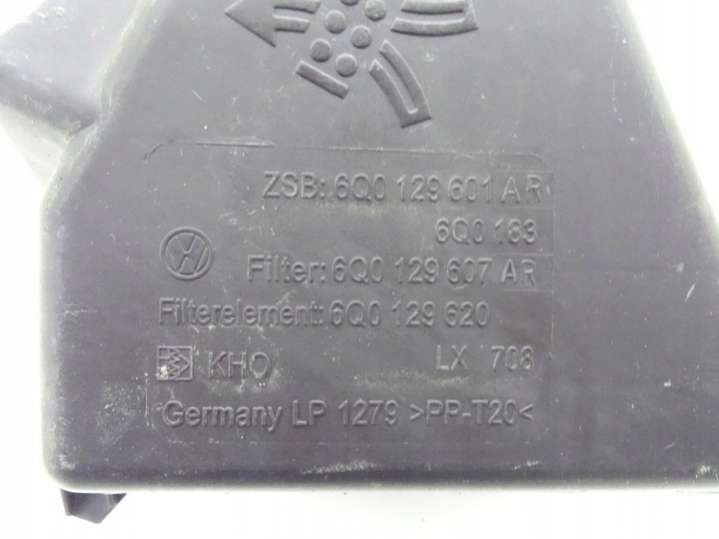 ZSB: 6Q0 129 601 AR
6Q0 183
Filter: 6Q0 129 607 AR
Filterelement: 6Q0 129 620
KHO LX 708
Germany LP 1279 >PP-T20<